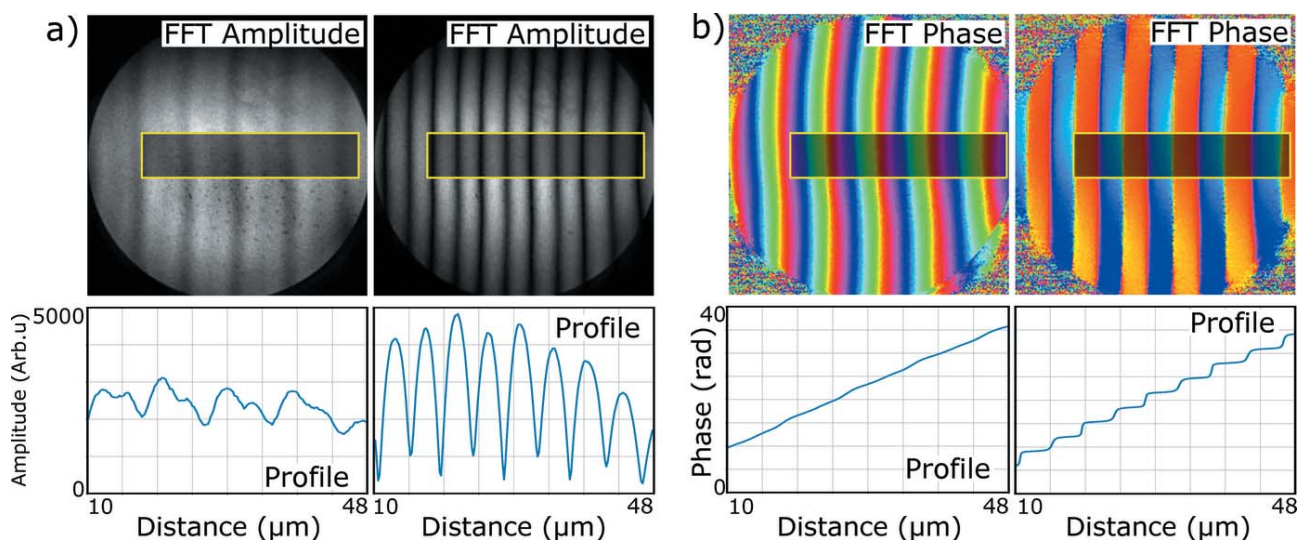 a)
FFT Amplitude
FFT Amplitude
b)
FFT Phase
FFT Phase
5000
Amplitude (Arb.u)
0
Profile
Profile
10
48
10
48
Distance (µm)
Distance (µm)
40
Phase (rad)
0
Profile
Profile
10
48
10
48
Distance (µm)
Distance (µm)